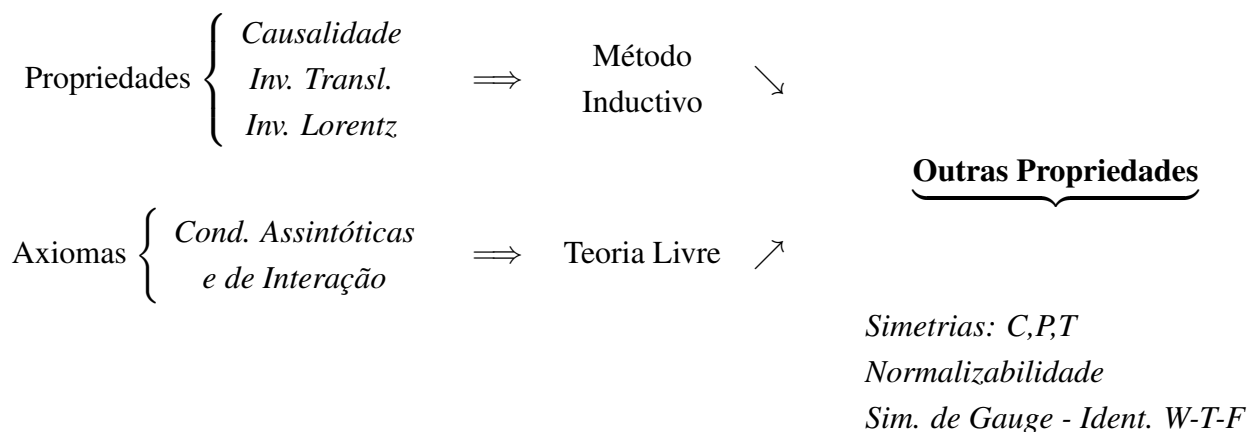 Causalidade
Propriedades { Inv. Transl. ⟹ Método Inductivo ↘
Inv. Lorentz
Outras Propriedades
Axiomas { Cond. Assintóticas ⟹ Teoria Livre ↗
e de Interação
Simetrias: C,P,T
Normalizabilidade
Sim. de Gauge - Ident. W-T-F